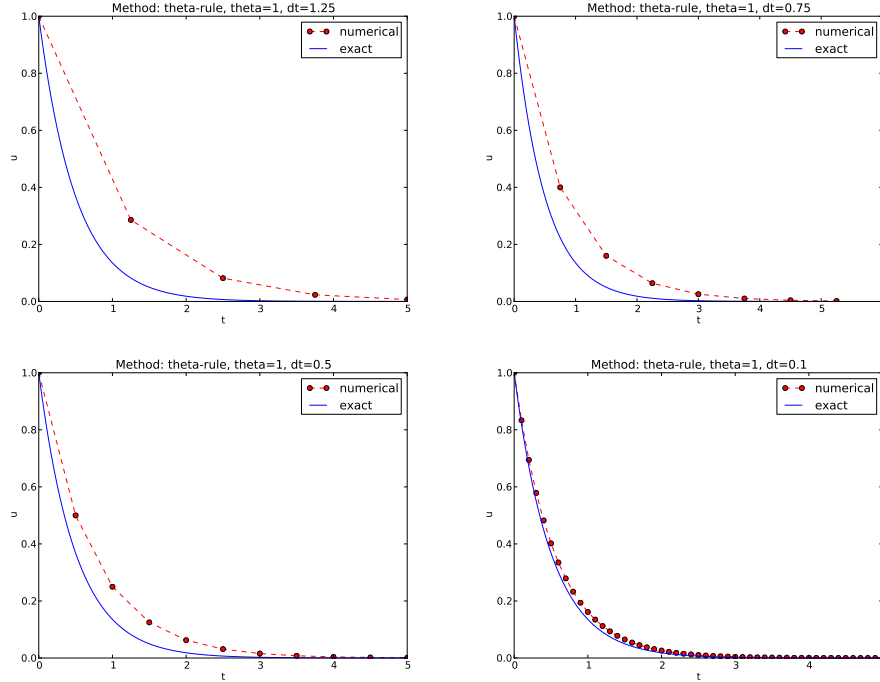 Method: theta-rule, theta=1, dt=1.25
1.0
0.8
0.6
0.4
0.2
0.0
u
numerical
exact
0 1 2 3 4 5
t
Method: theta-rule, theta=1, dt=0.75
1.0
0.8
0.6
0.4
0.2
0.0
u
numerical
exact
0 1 2 3 4 5
t
Method: theta-rule, theta=1, dt=0.5
1.0
0.8
0.6
0.4
0.2
0.0
u
numerical
exact
0 1 2 3 4 5
t
Method: theta-rule, theta=1, dt=0.1
1.0
0.8
0.6
0.4
0.2
0.0
u
numerical
exact
0 1 2 3 4
t